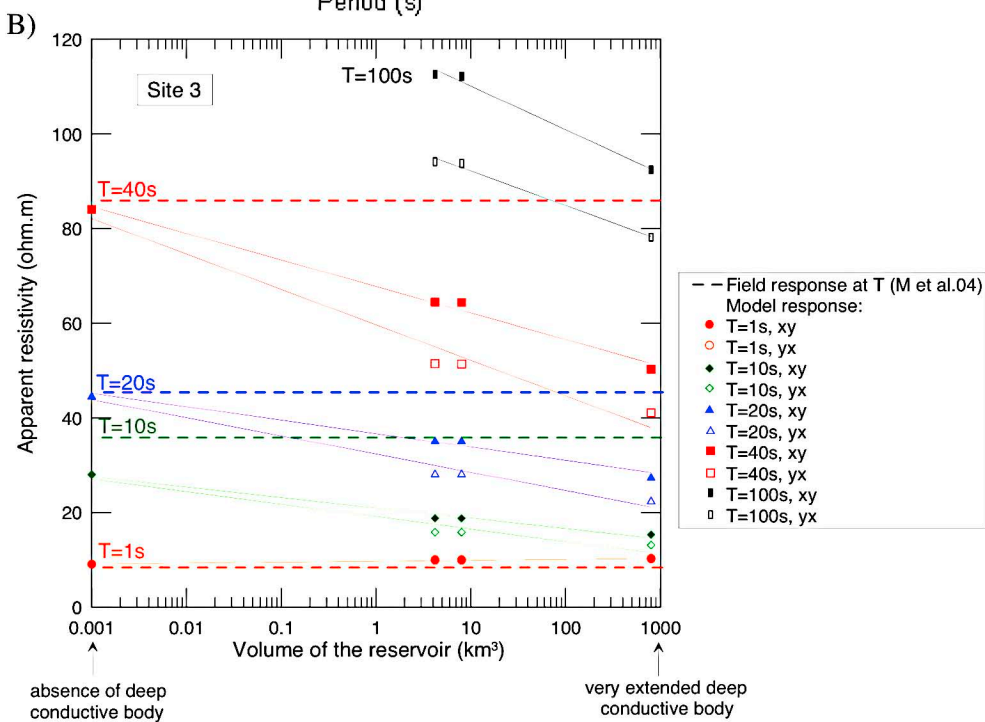 Period (s)
B)
120
100
80
60
40
20
0
Apparent resistivity (ohm.m)
Site 3
T=100s
T=40s
T=20s
T=10s
T=1s
0.001
0.01
0.1
1
10
100
1000
Volume of the reservoir (km³)
absence of deep
conductive body
very extended deep
conductive body
Field response at T (M et al.04)
Model response:
T=1s, xy
T=1s, yx
T=10s, xy
T=10s, yx
T=20s, xy
T=20s, yx
T=40s, xy
T=40s, yx
T=100s, xy
T=100s, yx